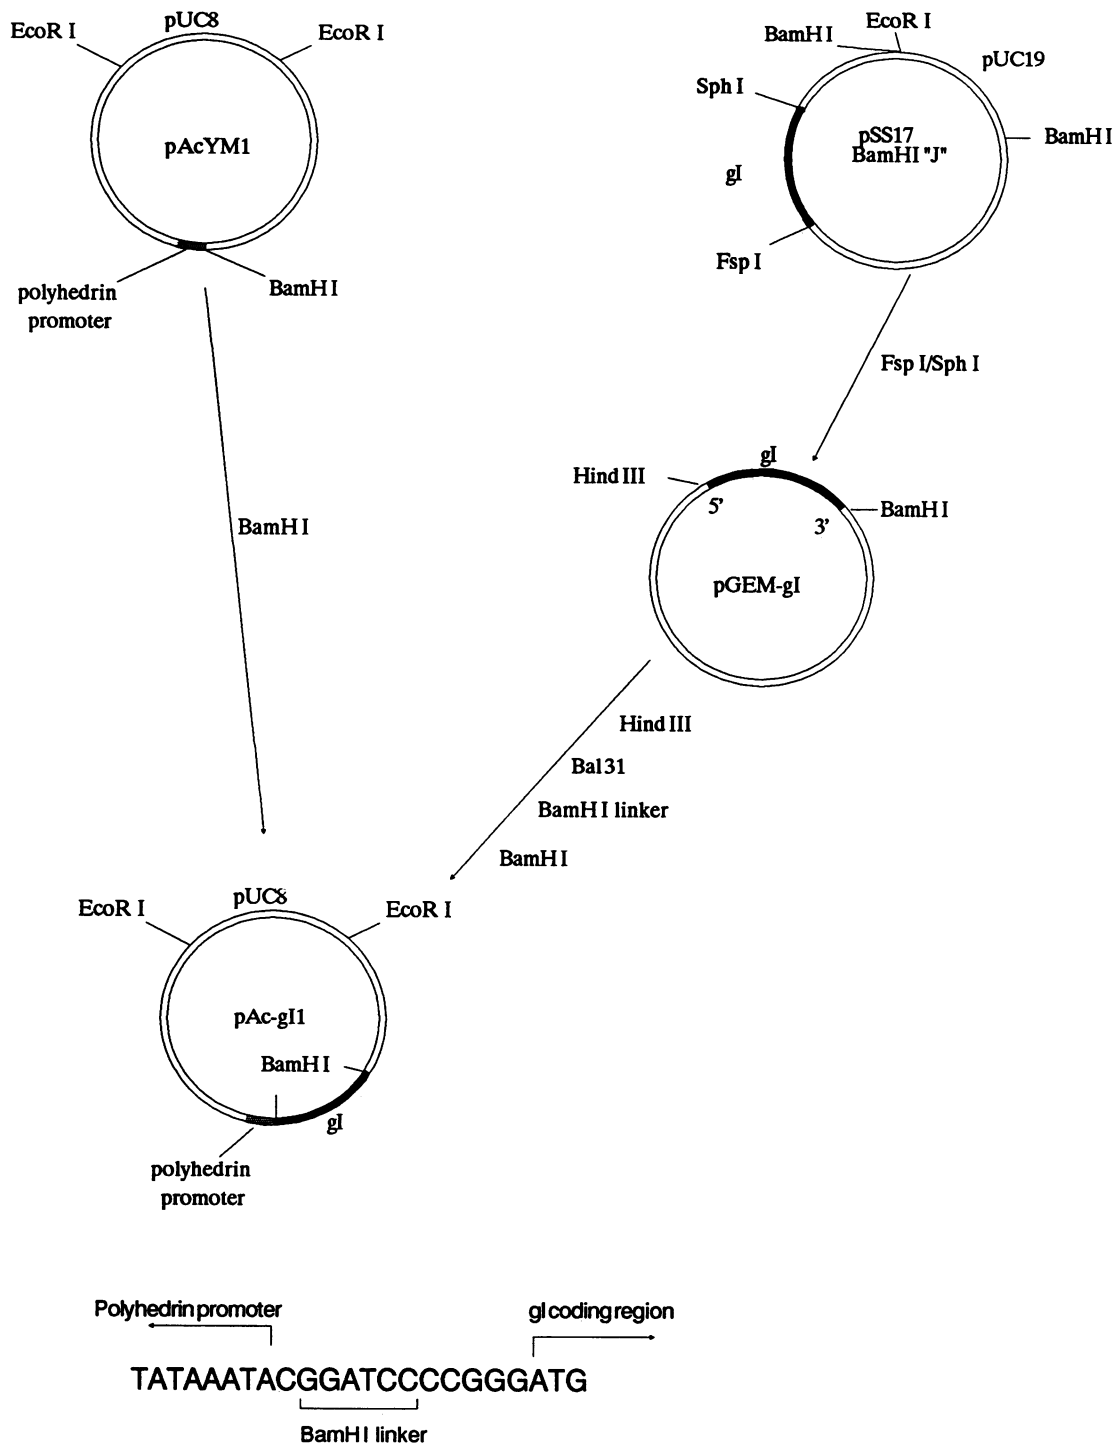 EcoR I
pUC8
EcoR I
pAcYM1
polyhedrin
promoter
BamH I
BamH I
EcoR I
pUC19
Sph I
BamH I
pSS17
BamHI "J"
gI
Fsp I
Fsp I/Sph I
gI
Hind III
5'
3'
BamH I
pGEM-gI
BamH I
Hind III
Bal31
BamH I linker
BamH I
EcoR I
pUC8
EcoR I
pAc-gI1
BamH I
gI
polyhedrin
promoter
Polyhedrin promoter
gI coding region
TATAAATACGGATCCCCCGGGATG
BamH I linker